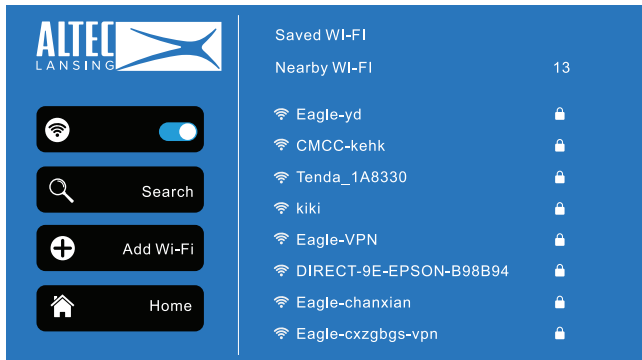 ALTEC
LANSING
Search
Add Wi-Fi
Home
Saved WI-FI
Nearby WI-FI 13
Eagle-yd
CMCC-kehk
Tenda_1A8330
kiki
Eagle-VPN
DIRECT-9E-EPSON-B98B94
Eagle-chanxian
Eagle-cxzgbgs-vpn